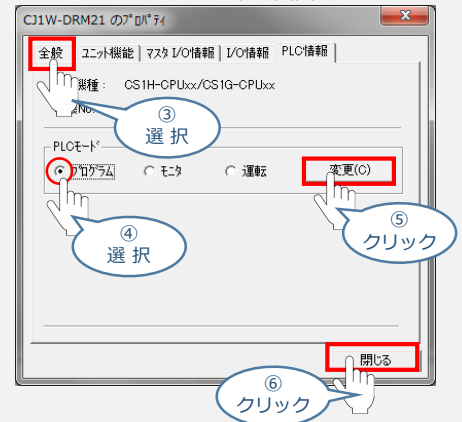 CJ1W-DRM21 のﾌﾟﾛﾊﾟﾃｨ
全般 ﾕﾆｯﾄ機能 ﾏｽﾀ I/O情報 I/O情報 PLC情報
機種： CS1H-CPUxx/CS1G-CPUxx
No.
③
選 択
PLCﾓｰﾄﾞ
ﾌﾟﾛｸﾞﾗﾑ ﾓﾆﾀ 運転 変更(C)
④
選 択
⑤
クリック
閉じる
⑥
クリック